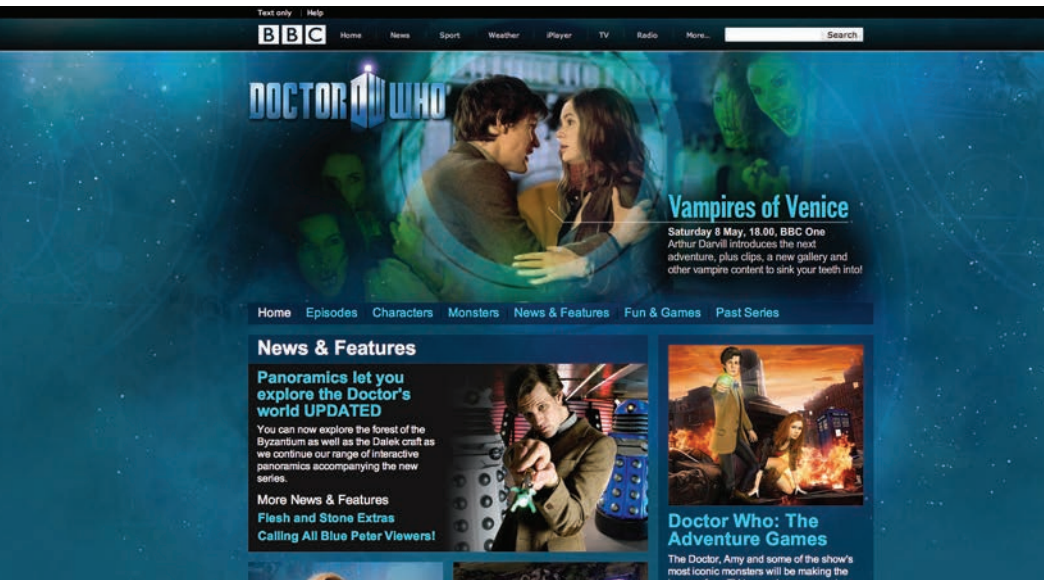 Text only | Help
BBC Home News Sport Weather iPlayer TV Radio More... Search
DOCTOR WHO
Vampires of Venice
Saturday 8 May, 18.00, BBC One
Arthur Darvill introduces the next
adventure, plus clips, a new gallery and
other vampire content to sink your teeth into!
Home Episodes Characters Monsters News & Features Fun & Games Past Series
News & Features
Panoramics let you
explore the Doctor's
world UPDATED
You can now explore the forest of the
Byzantium as well as the Dalek craft as
we continue our range of interactive
panoramics accompanying the new
series.
More News & Features
Flesh and Stone Extras
Calling All Blue Peter Viewers!
Doctor Who: The
Adventure Games
The Doctor, Amy and some of the show's
most iconic monsters will be making the